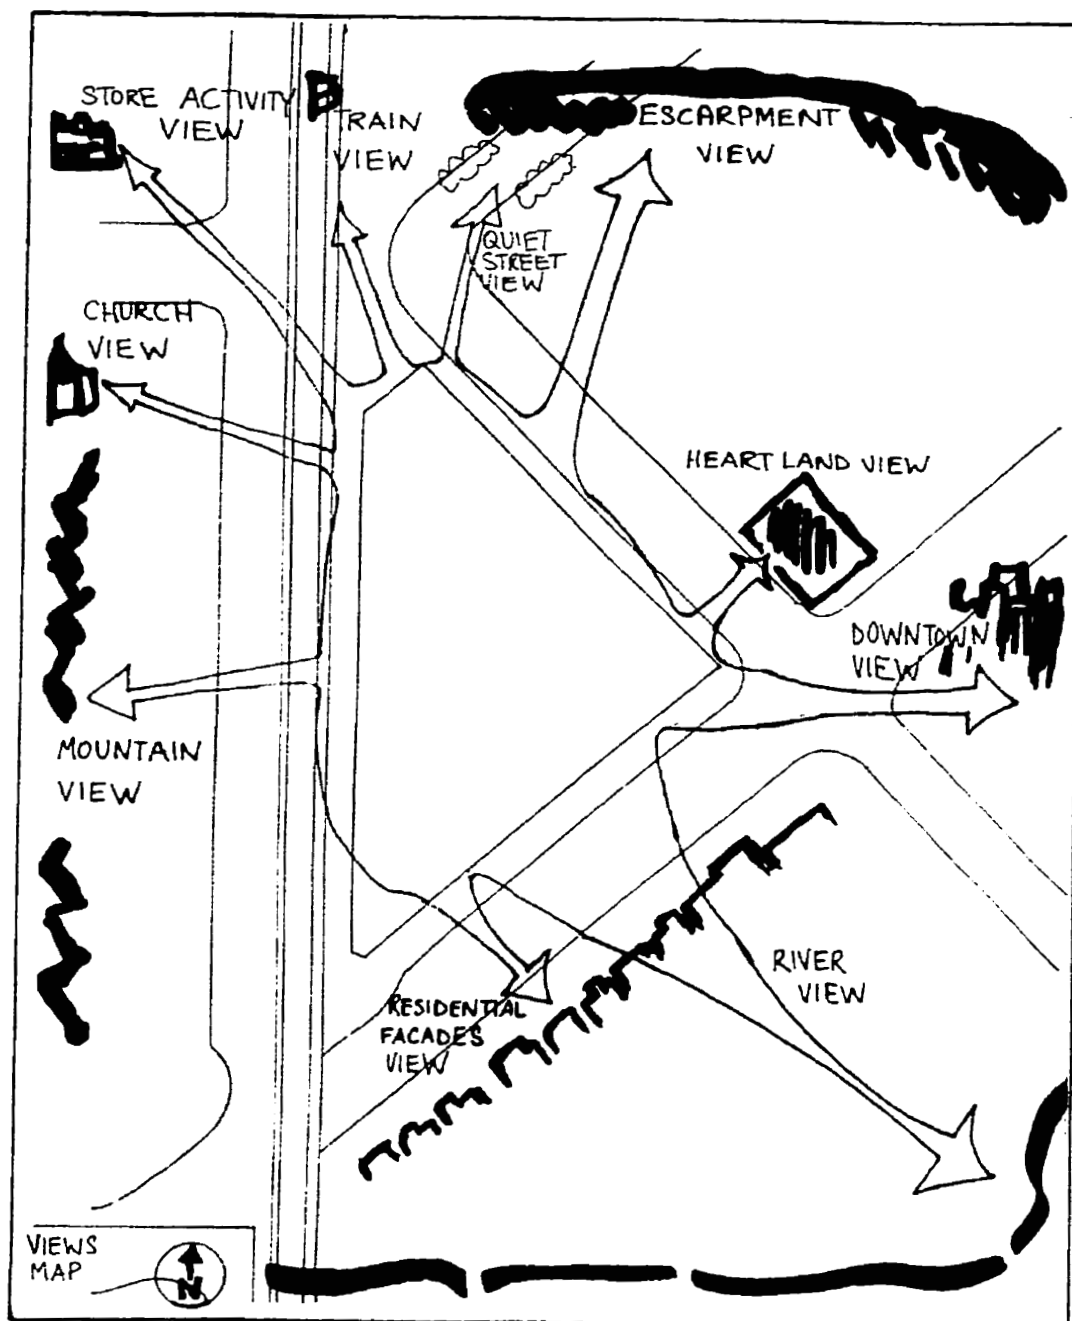 STORE ACTIVITY
VIEW
TRAIN
VIEW
ESCARPMENT
VIEW
QUIET
STREET
VIEW
CHURCH
VIEW
HEART LAND VIEW
DOWNTOWN
VIEW
MOUNTAIN
VIEW
RIVER
VIEW
RESIDENTIAL
FACADES
VIEW
VIEWS
MAP
N